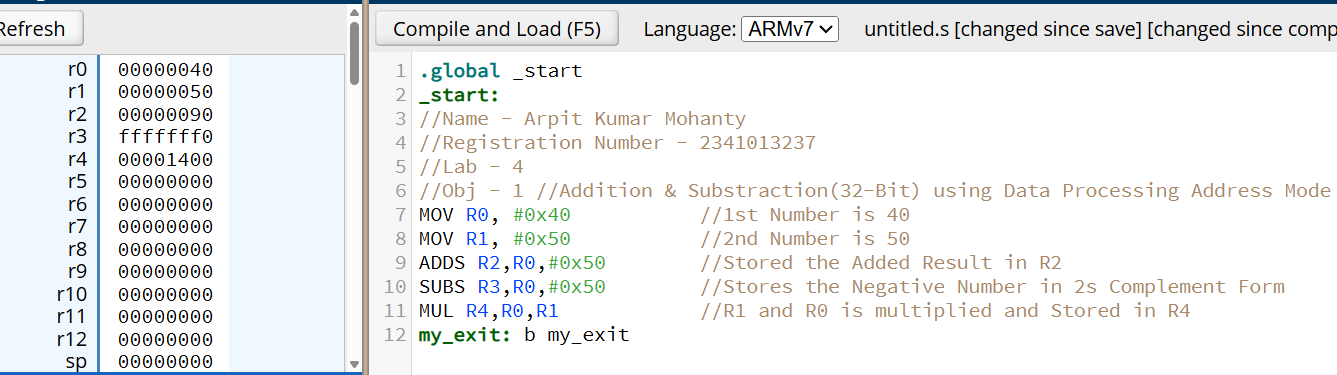 Refresh
r0 00000040
r1 00000050
r2 00000090
r3 fffffff0
r4 00001400
r5 00000000
r6 00000000
r7 00000000
r8 00000000
r9 00000000
r10 00000000
r11 00000000
r12 00000000
sp 00000000
Compile and Load (F5) Language: ARMv7 untitled.s [changed since save] [changed since comp
1 .global _start
2 _start:
3 //Name - Arpit Kumar Mohanty
4 //Registration Number - 2341013237
5 //Lab - 4
6 //Obj - 1 //Addition & Substraction(32-Bit) using Data Processing Address Mode
7 MOV R0, #0x40 //1st Number is 40
8 MOV R1, #0x50 //2nd Number is 50
9 ADDS R2,R0,#0x50 //Stored the Added Result in R2
10 SUBS R3,R0,#0x50 //Stores the Negative Number in 2s Complement Form
11 MUL R4,R0,R1 //R1 and R0 is multiplied and Stored in R4
12 my_exit: b my_exit